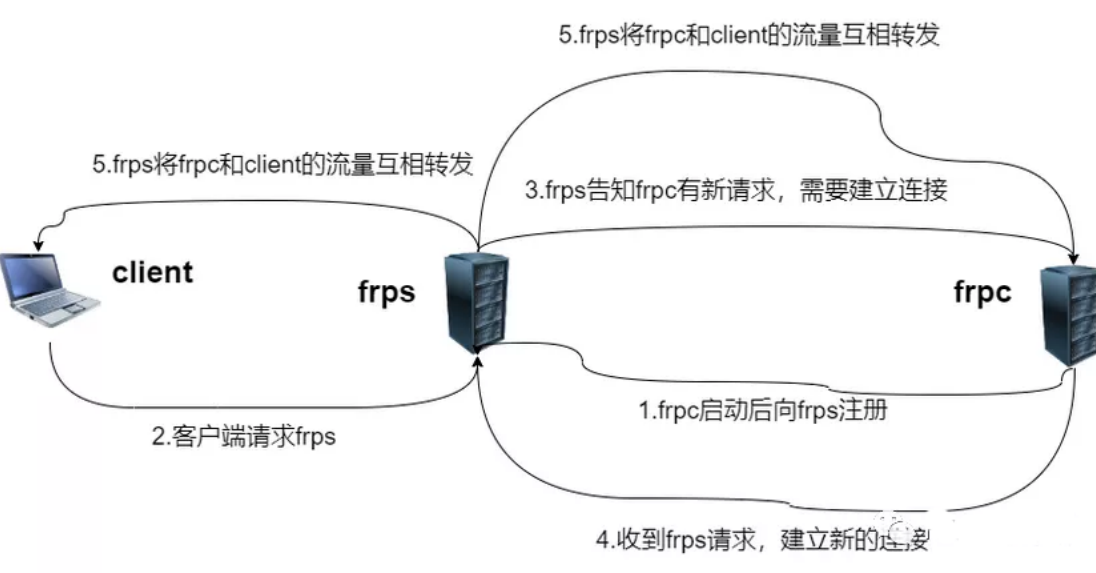 5.frps将frpc和client的流量互相转发
5.frps将frpc和client的流量互相转发
3.frps告知frpc有新请求，需要建立连接
client
frps
frpc
1.frpc启动后向frps注册
2.客户端请求frps
4.收到frps请求，建立新的连接